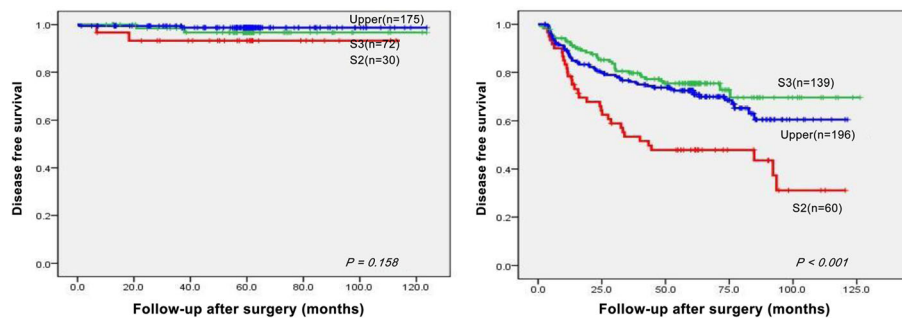 Disease free survival
1.0
0.8
0.6
0.4
0.2
0.0
Upper(n=175)
S3(n=72)
S2(n=30)
P = 0.158
0.0 20.0 40.0 60.0 80.0 100.0 120.0
Follow-up after surgery (months)
Disease free survival
1.0
0.8
0.6
0.4
0.2
0.0
S3(n=139)
Upper(n=196)
S2(n=60)
P < 0.001
0.0 25.0 50.0 75.0 100.0 125.0
Follow-up after surgery (months)